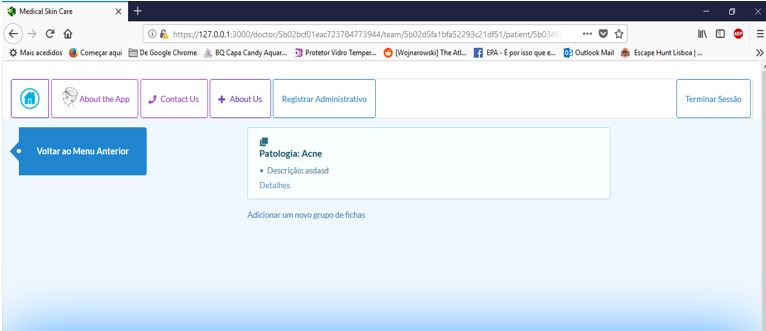 Medical Skin Care
https://127.0.0.1:3000/doctor/5b02bcf01eac723784773944/team/5b02d5fa1bfa52293c21df51/patient/5b0346
Mais acedidos Começar aqui De Google Chrome BQ Capa Candy Aquar... Protetor Vidro Temper... [Wojnarowski] The Atl... EPA - É por isso que e... Outlook Mail Escape Hunt Lisboa | ...
About the App Contact Us About Us Registrar Administrativo Terminar Sessão
Voltar ao Menu Anterior
Patologia: Acne
Descrição: asdasd
Detalhes
Adicionar um novo grupo de fichas